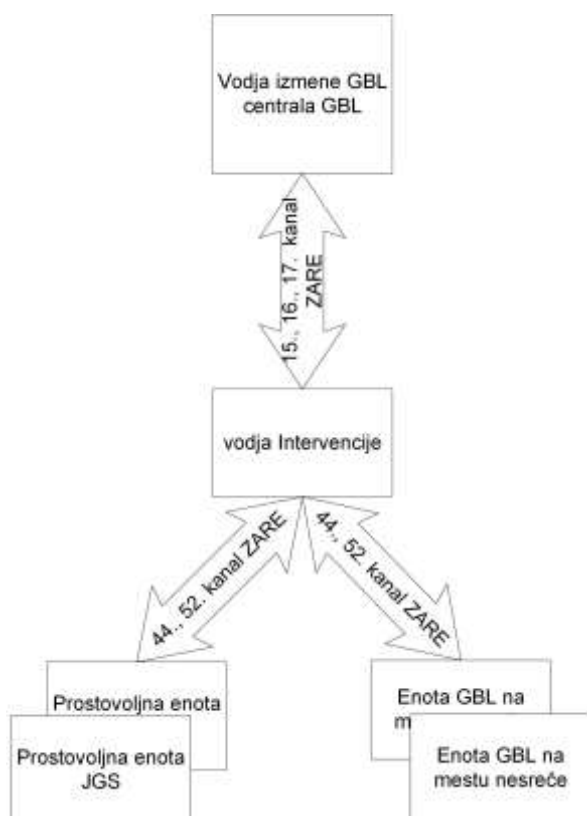 Vodja izmene GBL
centrala GBL
15., 16., 17. kanal
ZARE
vodja Intervencije
44., 52. kanal ZARE
44., 52. kanal ZARE
Prostovoljna enota
Prostovoljna enota
JGS
Enota GBL na
Enota GBL na
mestu nesreče